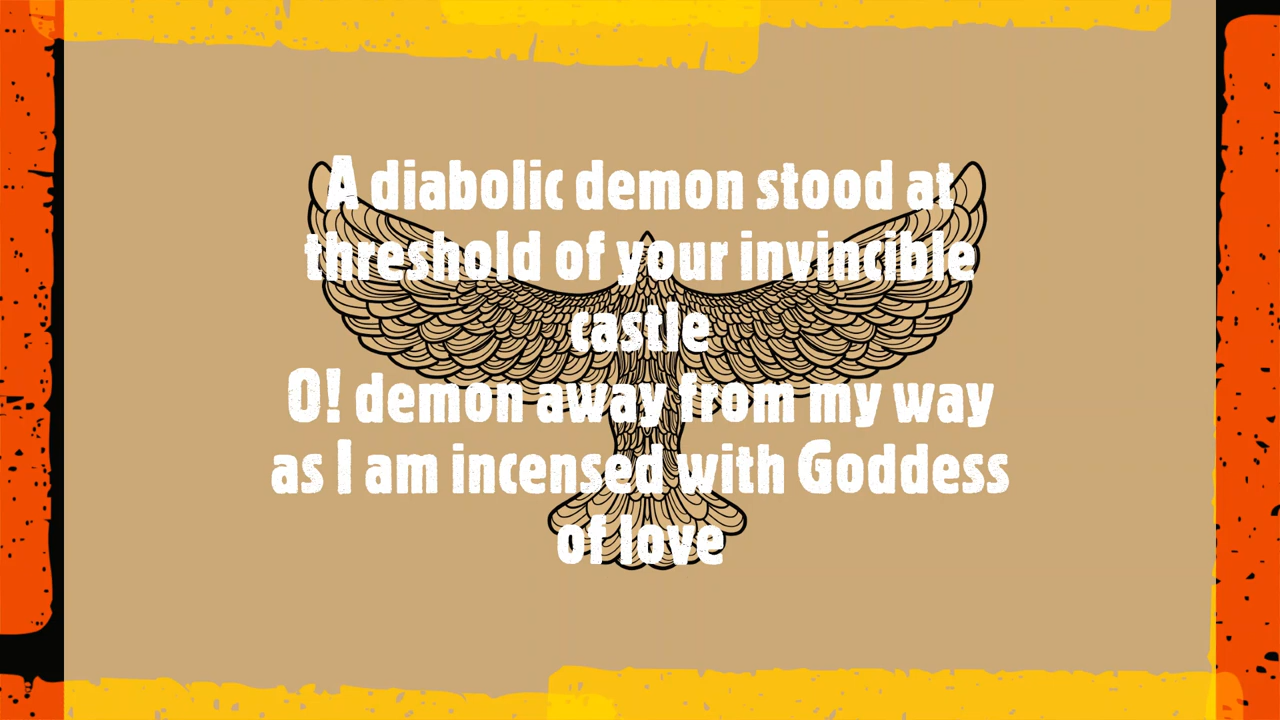 A diabolic demon stood at
threshold of your invincible
castle
O! demon away from my way
as I am incensed with Goddess
of love